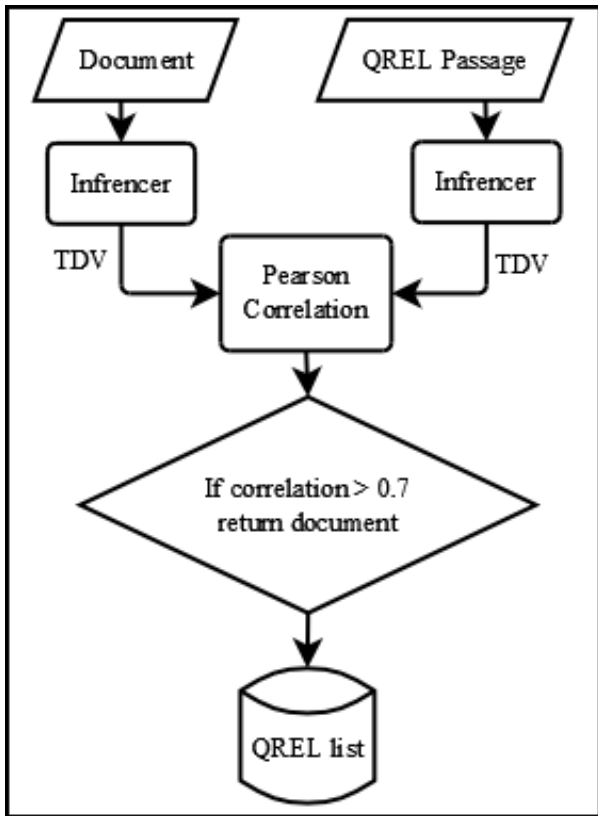 Document
QREL Passage
Infrencer
Infrencer
TDV
TDV
Pearson
Correlation
If correlation > 0.7
return document
QREL list